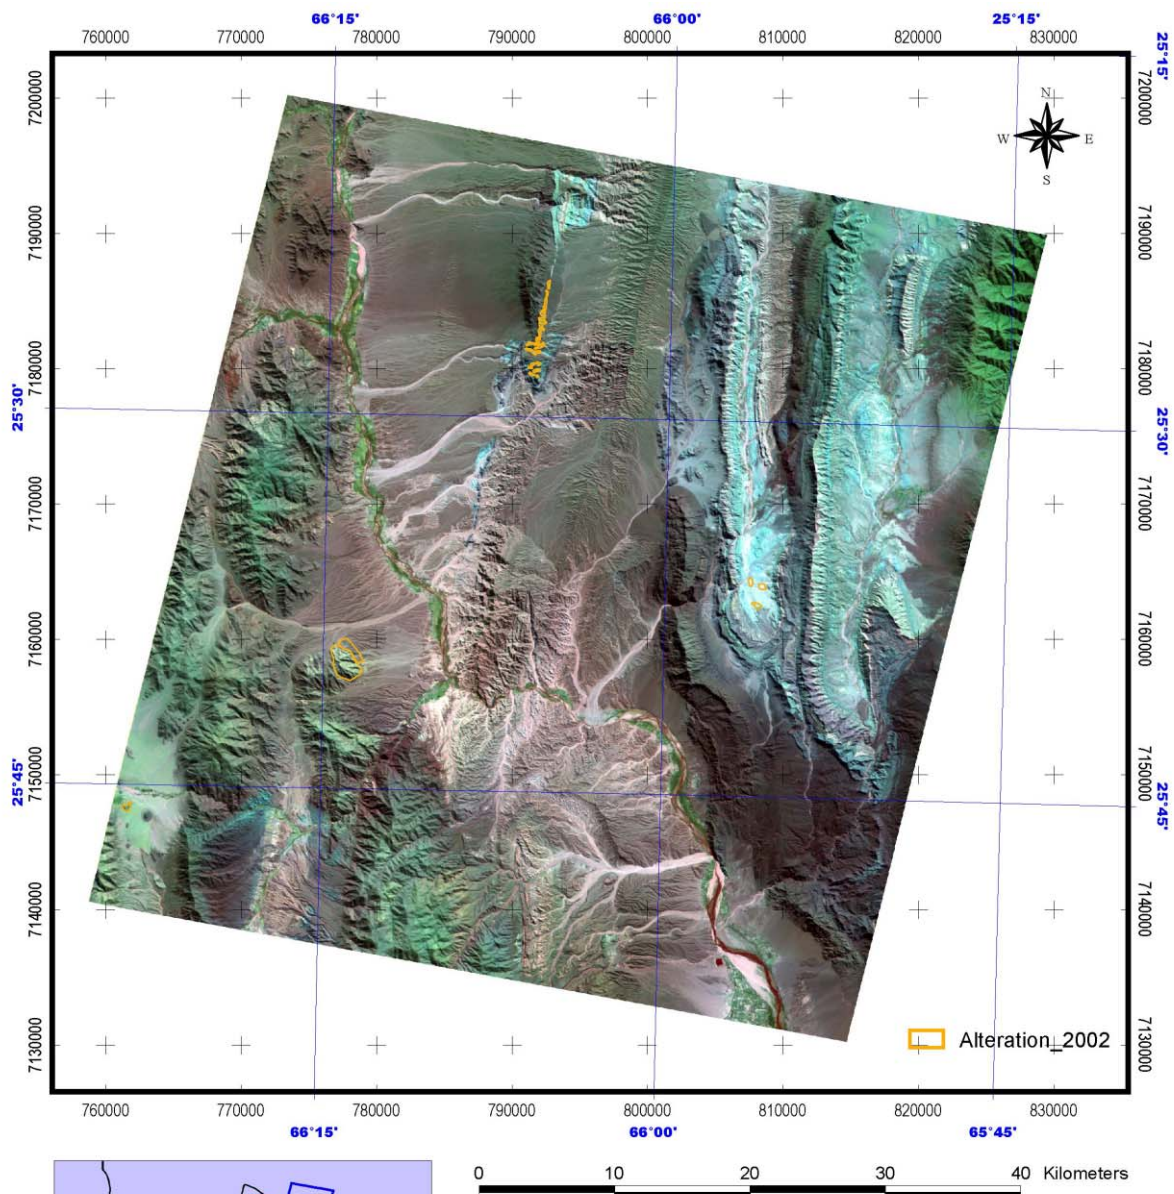 66°15' 66°00' 25°15'
760000 770000 780000 790000 800000 810000 820000 830000
25°15'
7200000 7200000
N
W E
S
7190000 7190000
7180000 7180000
25°30' 25°30'
7170000 7170000
7160000 7160000
7150000 7150000
25°45' 25°45'
7140000 7140000
7130000 7130000
Alteration_2002
760000 770000 780000 790000 800000 810000 820000 830000
66°15' 66°00' 65°45'
0 10 20 30 40 Kilometers